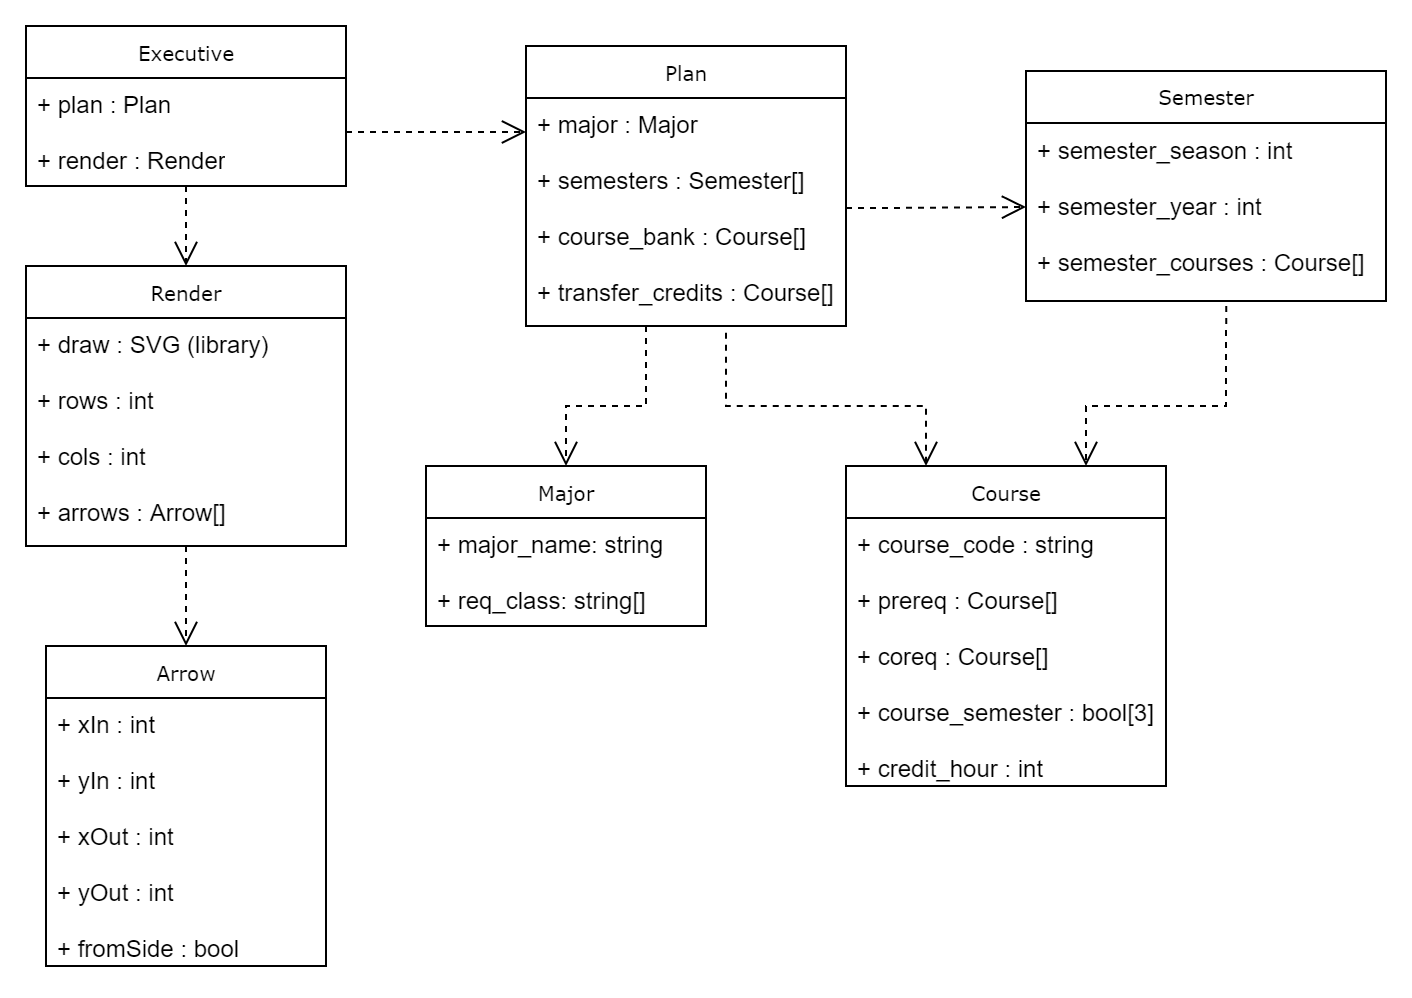 Executive
+ plan : Plan
+ render : Render
Render
+ draw : SVG (library)
+ rows : int
+ cols : int
+ arrows : Arrow[]
Arrow
+ xIn : int
+ yIn : int
+ xOut : int
+ yOut : int
+ fromSide : bool
Plan
+ major : Major
+ semesters : Semester[]
+ course_bank : Course[]
+ transfer_credits : Course[]
Major
+ major_name: string
+ req_class: string[]
Semester
+ semester_season : int
+ semester_year : int
+ semester_courses : Course[]
Course
+ course_code : string
+ prereq : Course[]
+ coreq : Course[]
+ course_semester : bool[3]
+ credit_hour : int